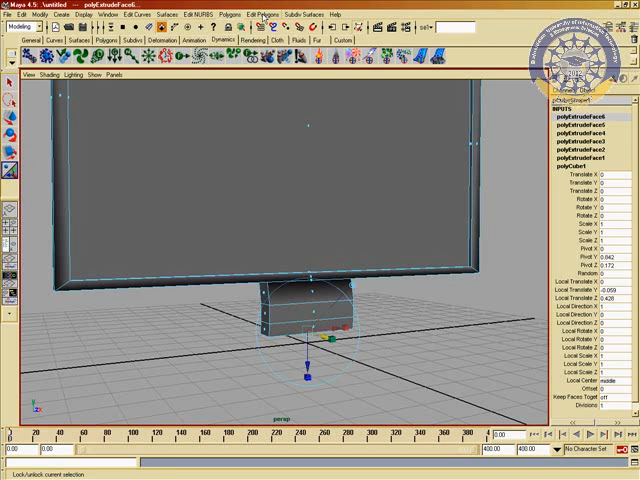 Maya 4.5: .\untitled --- polyExtrudeFace6...
File Edit Modify Create Display Window Edit Curves Surfaces Edit NURBS Polygons Edit Polygons Subdiv Surfaces Help
Modeling
sel
General Curves Surfaces Polygons Subdivs Deformation Animation Dynamics Rendering Cloth Fluids Fur Custom
View Shading Lighting Show Panels
2012
Channels Object
pCubeShape1
INPUTS
polyExtrudeFace6
polyExtrudeFace5
polyExtrudeFace4
polyExtrudeFace3
polyExtrudeFace2
polyExtrudeFace1
polyCube1
Translate X 0
Translate Y 0
Translate Z 0
Rotate X 0
Rotate Y 0
Rotate Z 0
Scale X 1
Scale Y 1
Scale Z 1
Pivot X 0
Pivot Y 0.842
Pivot Z 0.172
Random 0
Local Translate X 0
Local Translate Y -0.059
Local Translate Z 0.428
Local Direction X 1
Local Direction Y 0
Local Direction Z 0
Local Rotate X 0
Local Rotate Y 0
Local Rotate Z 0
Local Scale X 1
Local Scale Y 1
Local Scale Z 1
Local Center middle
Offset 0
Keep Faces Toget off
Divisions 1
persp
0 20 40 60 80 100 120 140 160 180 200 220 240 260 280 300 320 340 360 380 0.00
0.00 0.00 400.00 400.00 No Character Set
Lock/unlock current selection